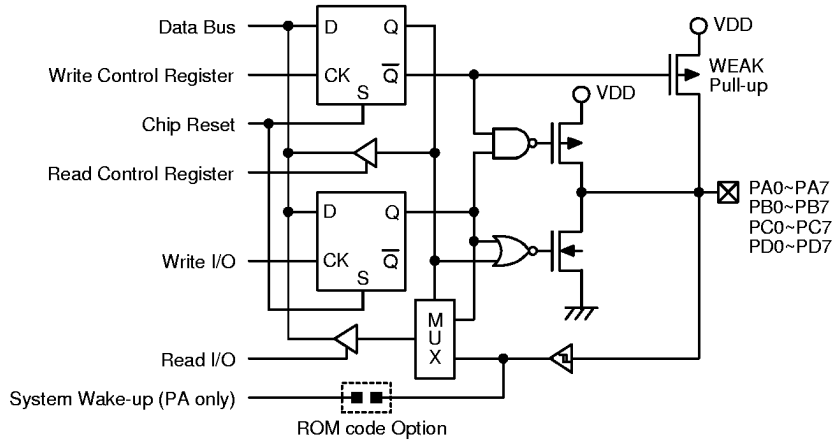 Data Bus
D
Q
VDD
Write Control Register
CK
Q
WEAK
Pull-up
S
VDD
Chip Reset
Read Control Register
D
Q
PA0~PA7
PB0~PB7
PC0~PC7
PD0~PD7
Write I/O
CK
Q
S
M
U
X
Read I/O
System Wake-up (PA only)
ROM code Option